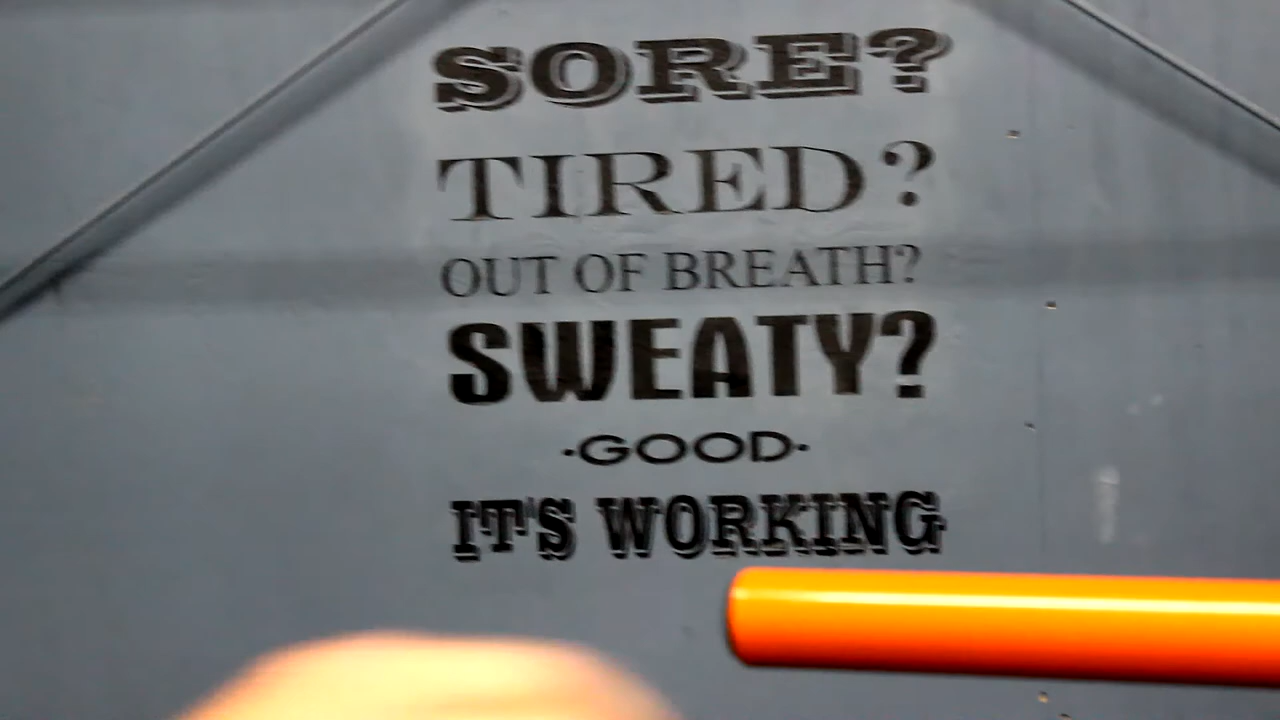 SORE?
TIRED?
OUT OF BREATH?
SWEATY?
·GOOD·
IT'S WORKING